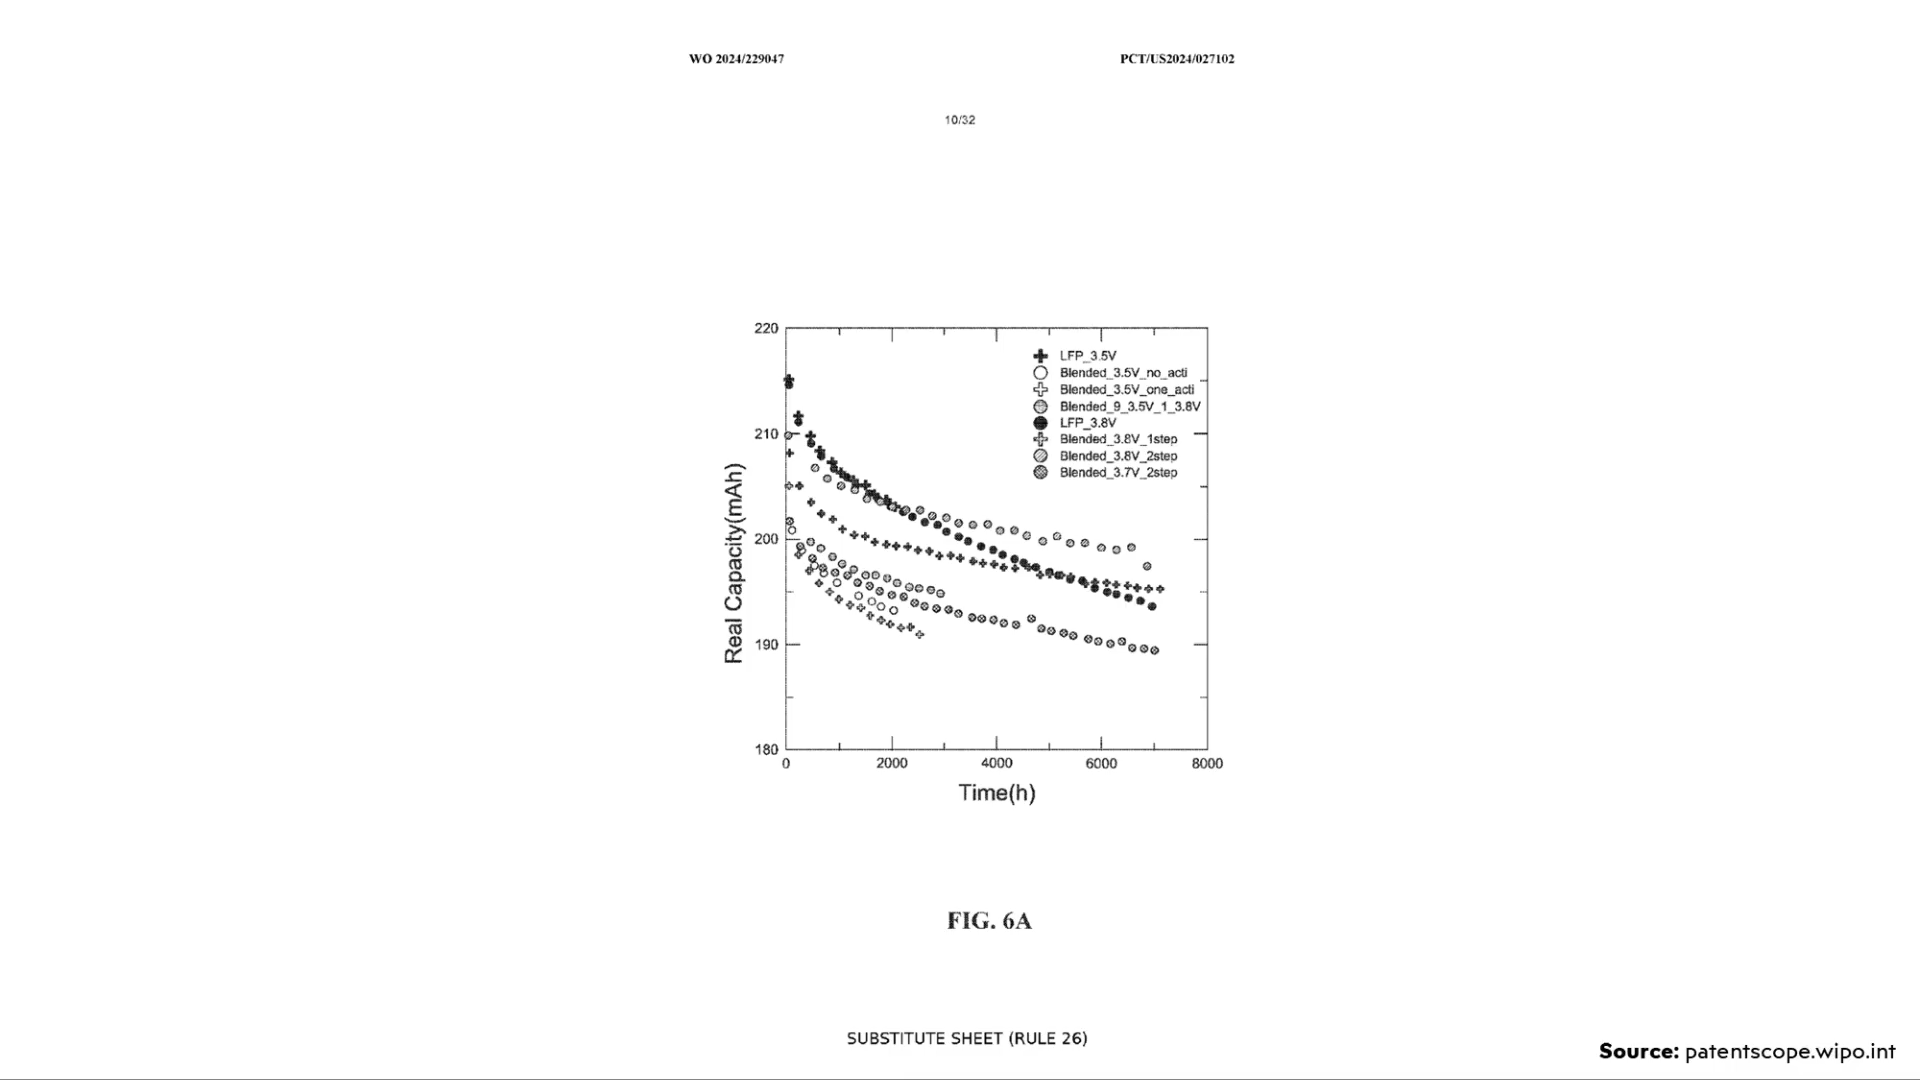 WO 2024/229047 PCT/US2024/027102
10/32
220
210
200
190
180
Real Capacity(mAh)
LFP_3.5V
Blended_3.5V_no_acti
Blended_3.5V_one_acti
Blended_9_3.5V_1_3.8V
LFP_3.8V
Blended_3.8V_1step
Blended_3.8V_2step
Blended_3.7V_2step
0 2000 4000 6000 8000
Time(h)
FIG. 6A
SUBSTITUTE SHEET (RULE 26)
Source: patentscope.wipo.int